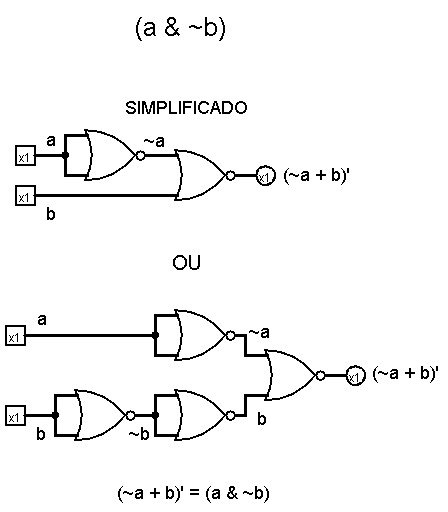 (a & ~b)
SIMPLIFICADO
a
~a
x1
x1
(~a + b)'
x1
b
OU
a
x1
~a
x1
(~a + b)'
x1
b
~b
b
(~a + b)' = (a & ~b)